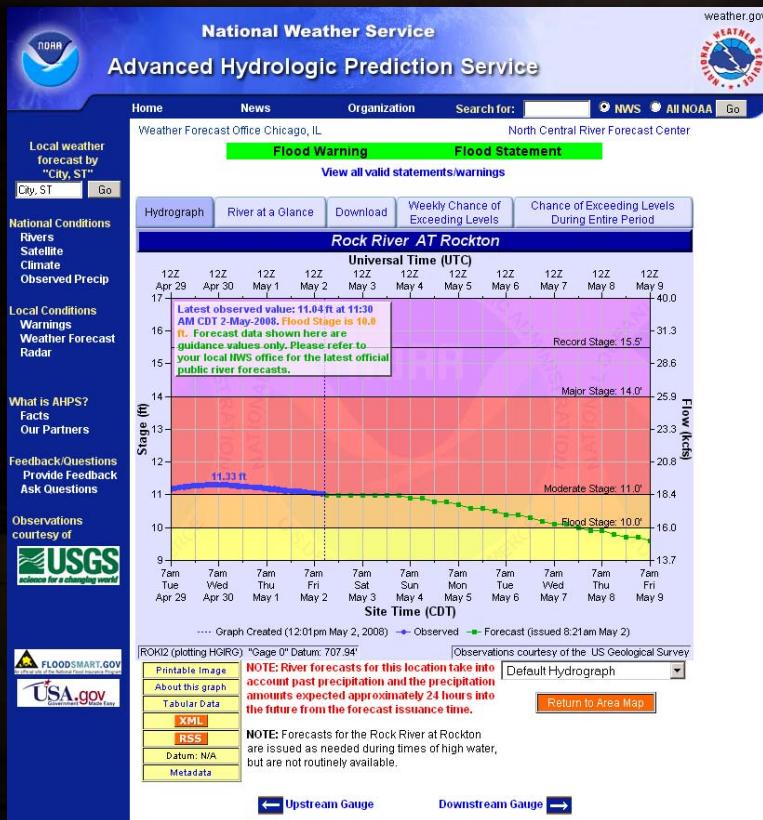 weather.gov
NOAA
National Weather Service
Advanced Hydrologic Prediction Service
NATIONAL WEATHER SERVICE
Home News Organization Search for: NWS All NOAA Go
Local weather
forecast by
"City, ST"
City, ST Go
National Conditions
Rivers
Satellite
Climate
Observed Precip
Local Conditions
Warnings
Weather Forecast
Radar
What is AHPS?
Facts
Our Partners
Feedback/Questions
Provide Feedback
Ask Questions
Observations
courtesy of
USGS
science for a changing world
FLOODSMART.GOV
USA.gov
Government Made Easy
Weather Forecast Office Chicago, IL North Central River Forecast Center
Flood Warning Flood Statement
View all valid statements/warnings
Hydrograph River at a Glance Download Weekly Chance of Exceeding Levels Chance of Exceeding Levels During Entire Period
Rock River AT Rockton
Universal Time (UTC)
12Z 12Z 12Z 12Z 12Z 12Z 12Z 12Z 12Z 12Z 12Z
Apr 29 Apr 30 May 1 May 2 May 3 May 4 May 5 May 6 May 7 May 8 May 9
Latest observed value: 11.04 ft at 11:30
AM CDT 2-May-2008. Flood Stage is 10.0
ft. Forecast data shown here are
guidance values only. Please refer to
your local NWS office for the latest official
public river forecasts.
17 40.0
16 31.3
Record Stage: 15.5'
15 28.6
Major Stage: 14.0'
14 25.9
13 23.3
12 20.8
11.33 ft
Moderate Stage: 11.0'
11 18.4
Flood Stage: 10.0'
10 16.0
9 13.7
Stage (ft)
Flow (kcfs)
7am 7am 7am 7am 7am 7am 7am 7am 7am 7am 7am
Tue Wed Thu Fri Sat Sun Mon Tue Wed Thu Fri
Apr 29 Apr 30 May 1 May 2 May 3 May 4 May 5 May 6 May 7 May 8 May 9
Site Time (CDT)
Graph Created (12:01pm May 2, 2008) Observed Forecast (issued 8:21am May 2)
ROKI2 (plotting HGIRG) "Gage 0" Datum: 707.94' Observations courtesy of the US Geological Survey
Printable Image
About this graph
Tabular Data
XML
RSS
Datum: N/A
Metadata
NOTE: River forecasts for this location take into
account past precipitation and the precipitation
amounts expected approximately 24 hours into
the future from the forecast issuance time.
NOTE: Forecasts for the Rock River at Rockton
are issued as needed during times of high water,
but are not routinely available.
Default Hydrograph
Return to Area Map
Upstream Gauge Downstream Gauge